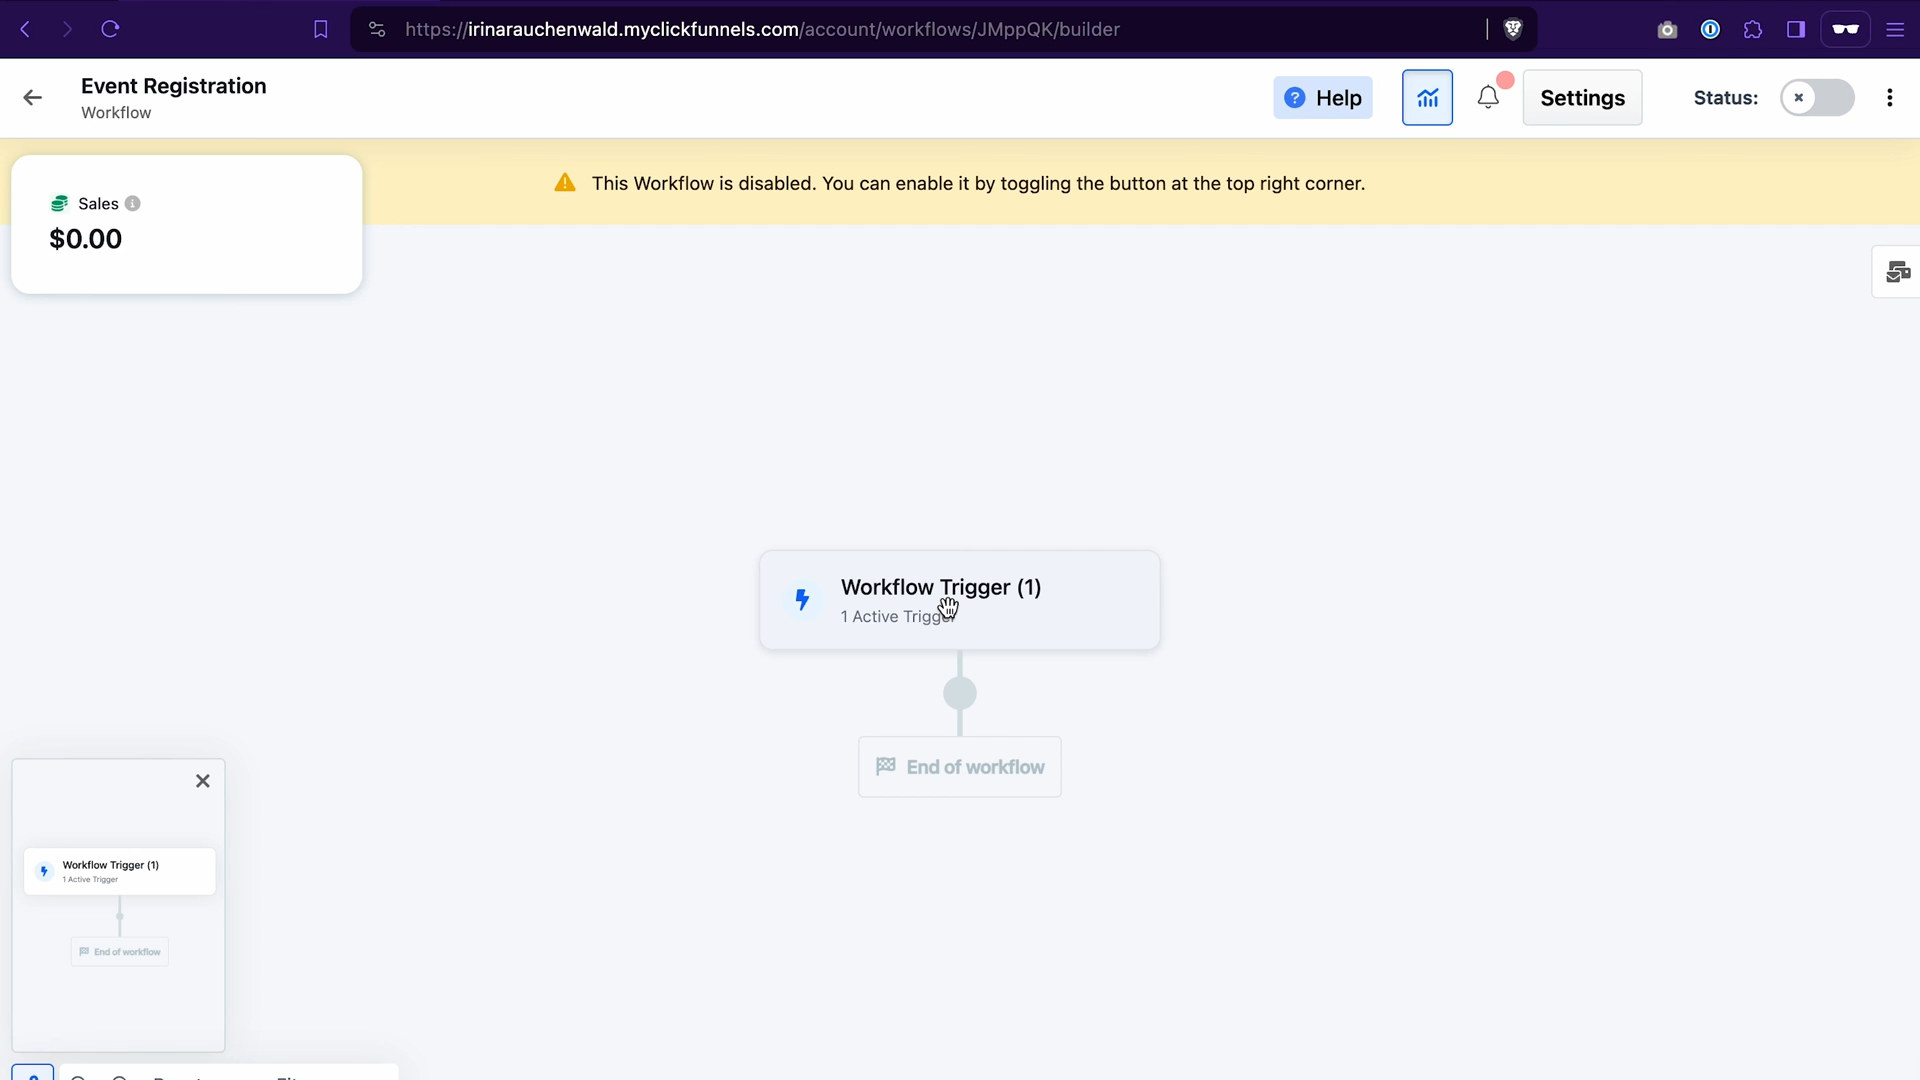 https://irinarauchenwald.myclickfunnels.com/account/workflows/JMppQK/builder
Event Registration
Workflow
Help
Settings
Status:
Sales
$0.00
This Workflow is disabled. You can enable it by toggling the button at the top right corner.
Workflow Trigger (1)
1 Active Trigger
End of workflow
Workflow Trigger (1)
1 Active Trigger
End of workflow